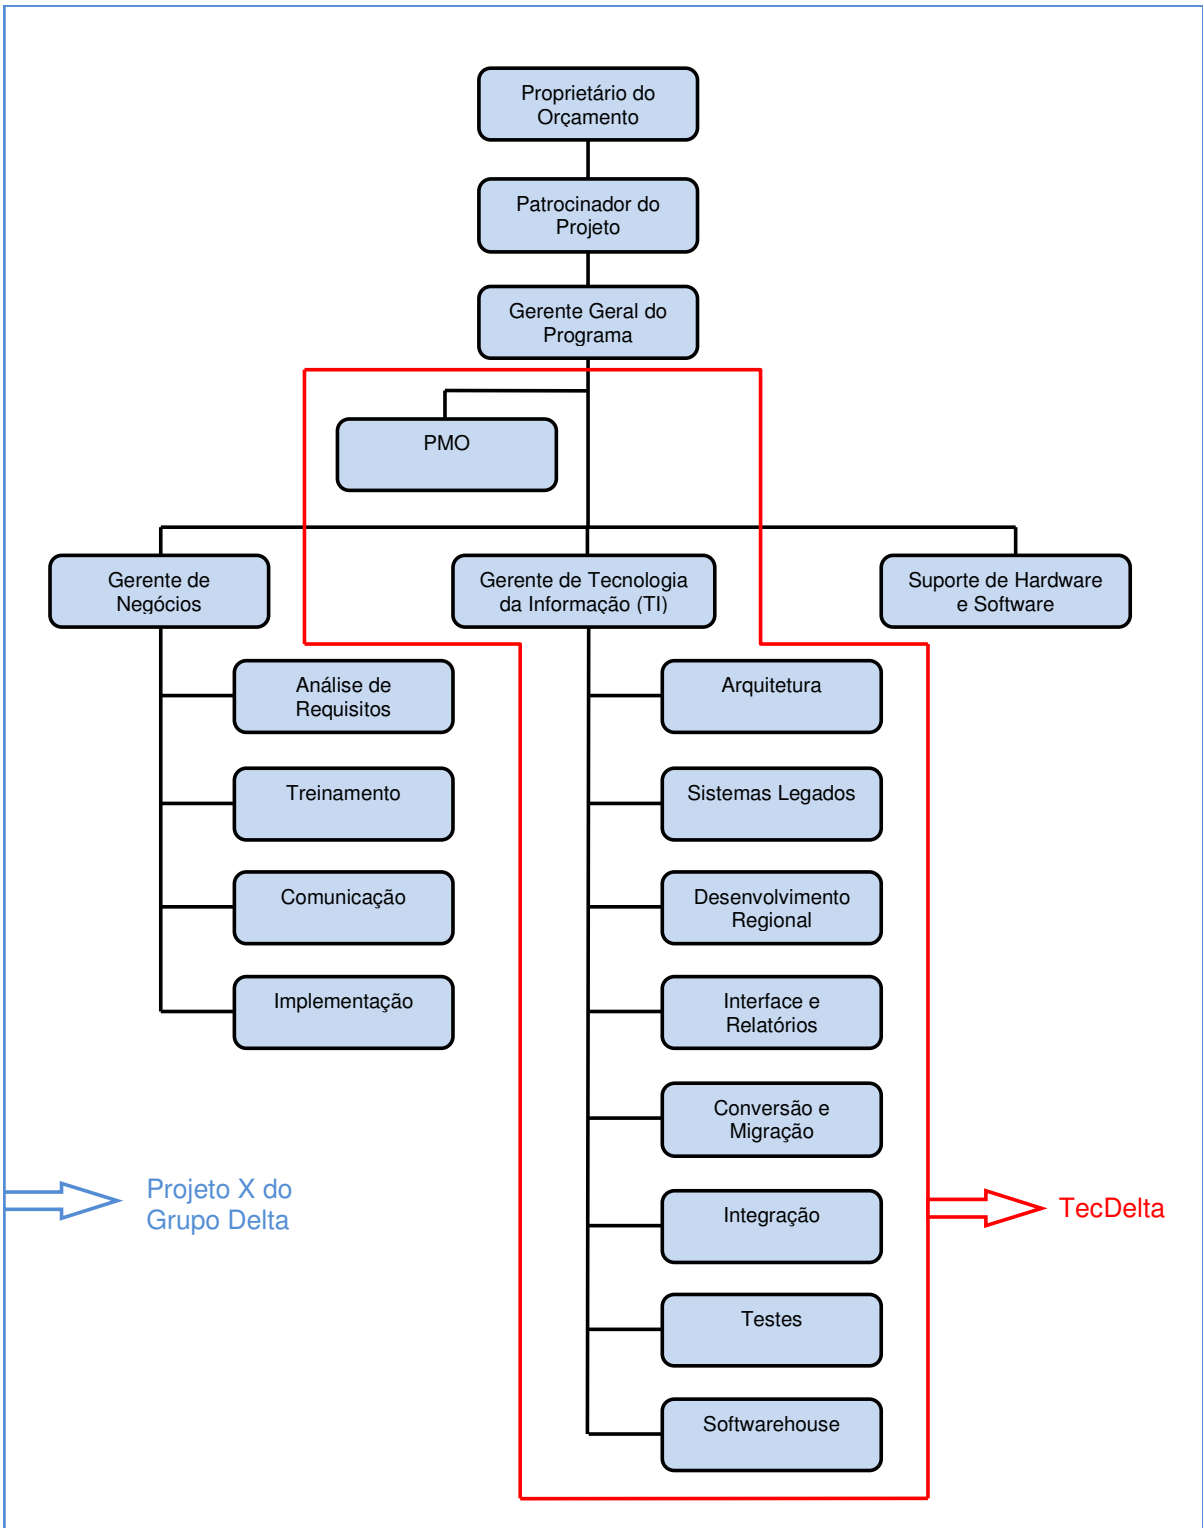 Proprietário do
Orçamento
Patrocinador do
Projeto
Gerente Geral do
Programa
PMO
Gerente de
Negócios
Gerente de Tecnologia
da Informação (TI)
Suporte de Hardware
e Software
Análise de
Requisitos
Treinamento
Comunicação
Implementação
Arquitetura
Sistemas Legados
Desenvolvimento
Regional
Interface e
Relatórios
Conversão e
Migração
Integração
Testes
Softwarehouse
Projeto X do
Grupo Delta
TecDelta